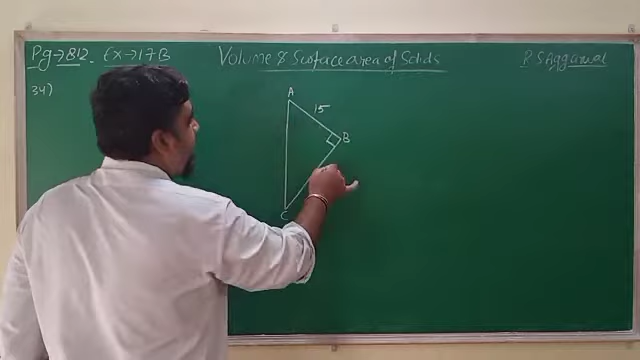 Pg→812. Ex→17B
Volume & Surface area of Solids
R S Aggarwal
34)
A
15
B
C